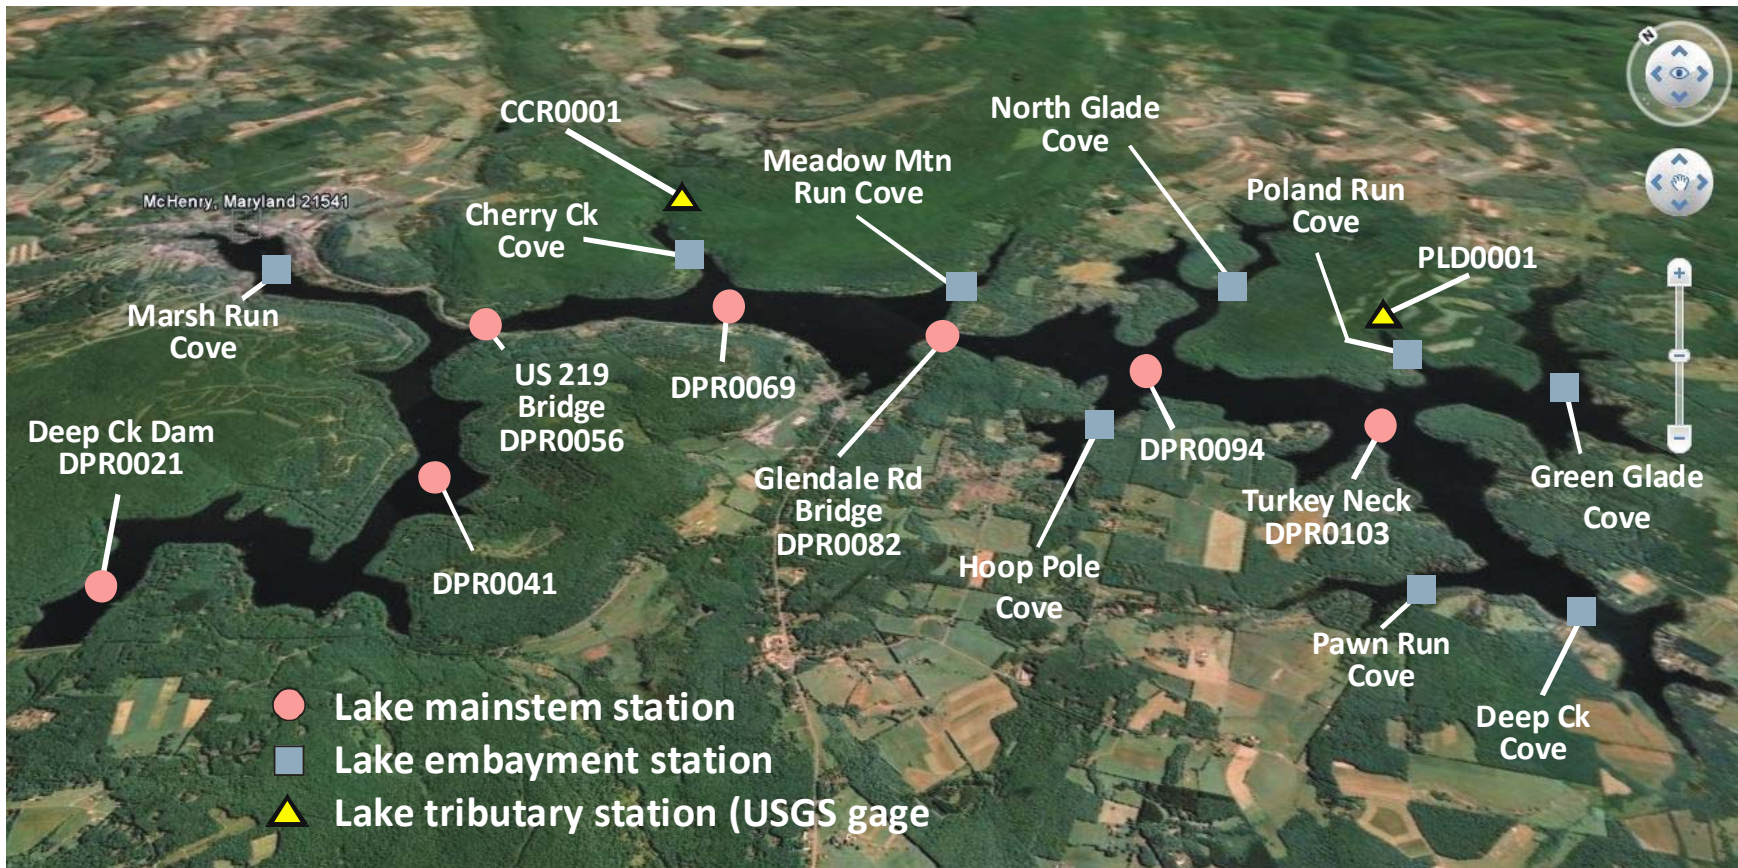 N
CCR0001
North Glade
Cove
Meadow Mtn
Run Cove
Poland Run
Cove
McHenry, Maryland 21541
Cherry Ck
Cove
PLD0001
Marsh Run
Cove
US 219
Bridge
DPR0056
DPR0069
Deep Ck Dam
DPR0021
DPR0094
Glendale Rd
Bridge
DPR0082
Turkey Neck
DPR0103
Green Glade
Cove
DPR0041
Hoop Pole
Cove
Pawn Run
Cove
Deep Ck
Cove
Lake mainstem station
Lake embayment station
Lake tributary station (USGS gage